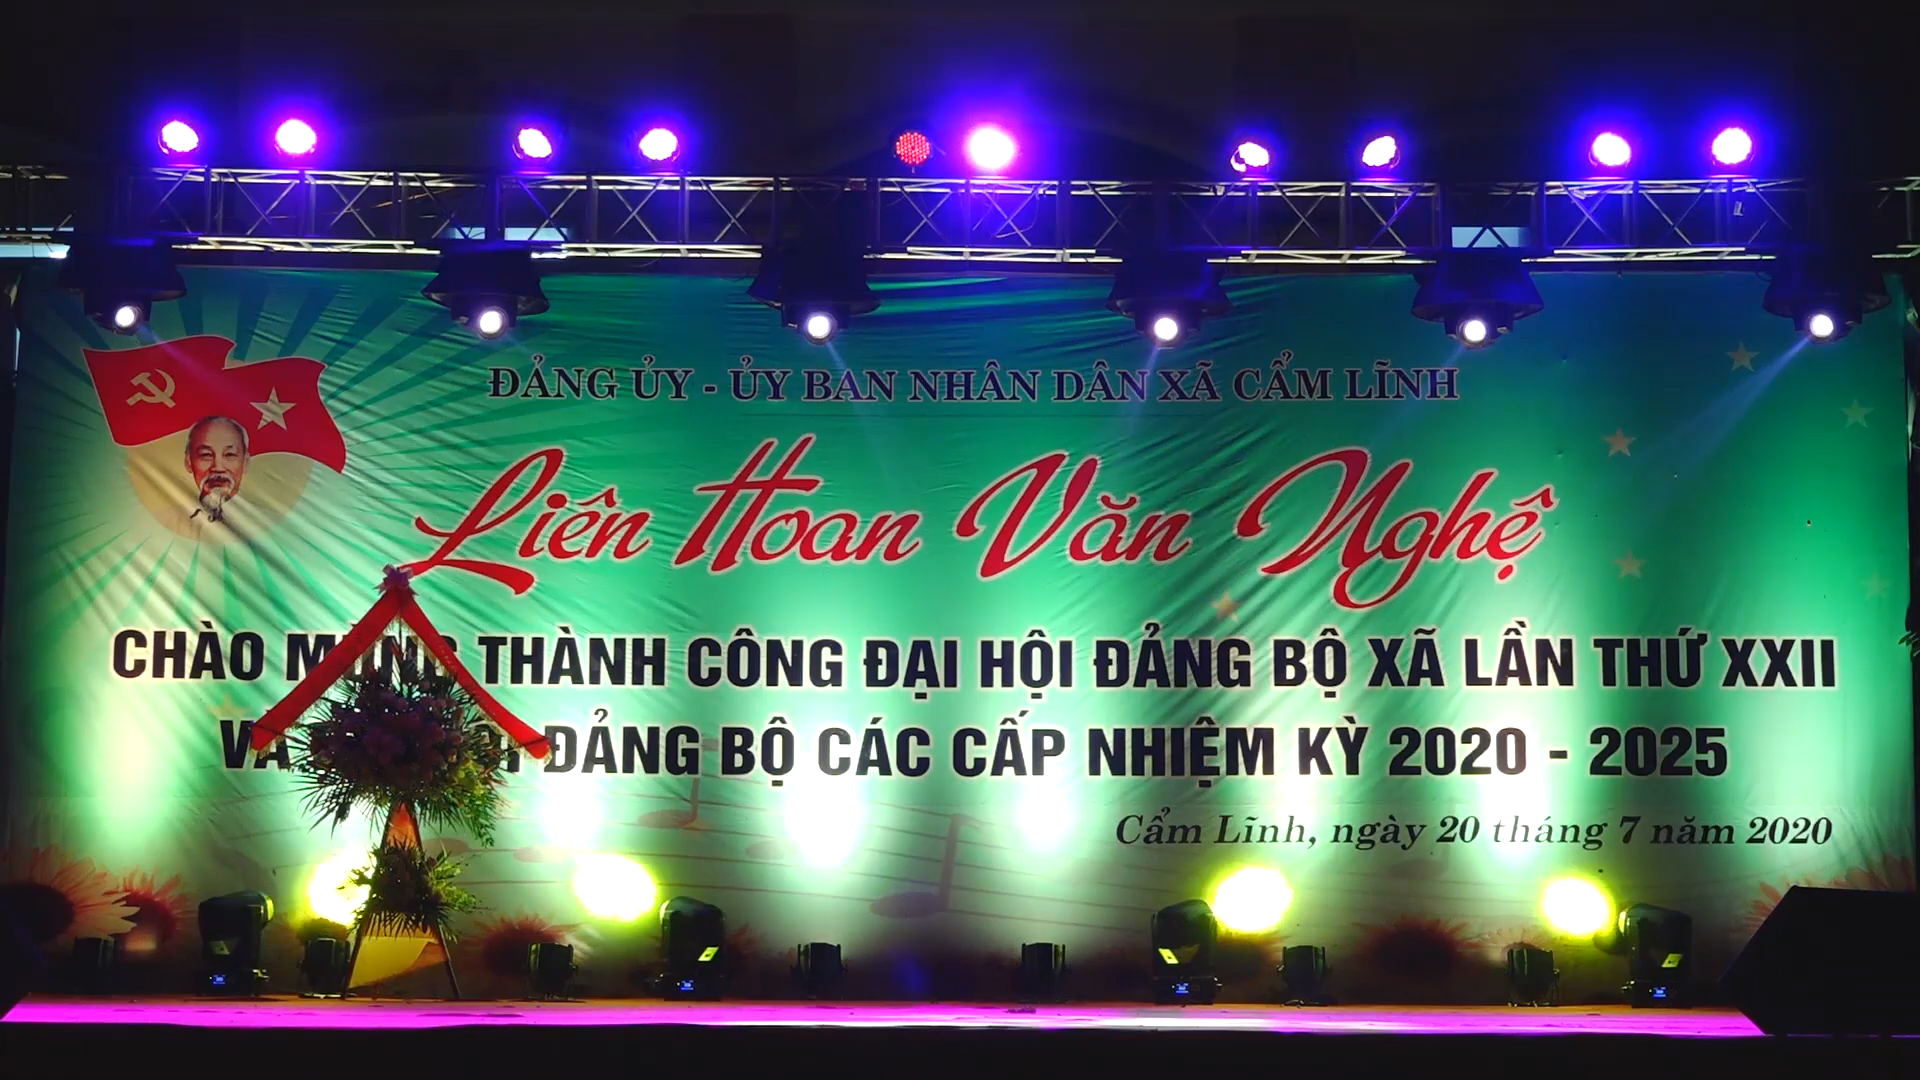 ĐẢNG ỦY - ỦY BAN NHÂN DÂN XÃ CẨM LĨNH
Liên Hoan Văn Nghệ
CHÀO MỪNG THÀNH CÔNG ĐẠI HỘI ĐẢNG BỘ XÃ LẦN THỨ XXII
ĐẢNG BỘ CÁC CẤP NHIỆM KỲ 2020 - 2025
Cẩm Lĩnh, ngày 20 tháng 7 năm 2020